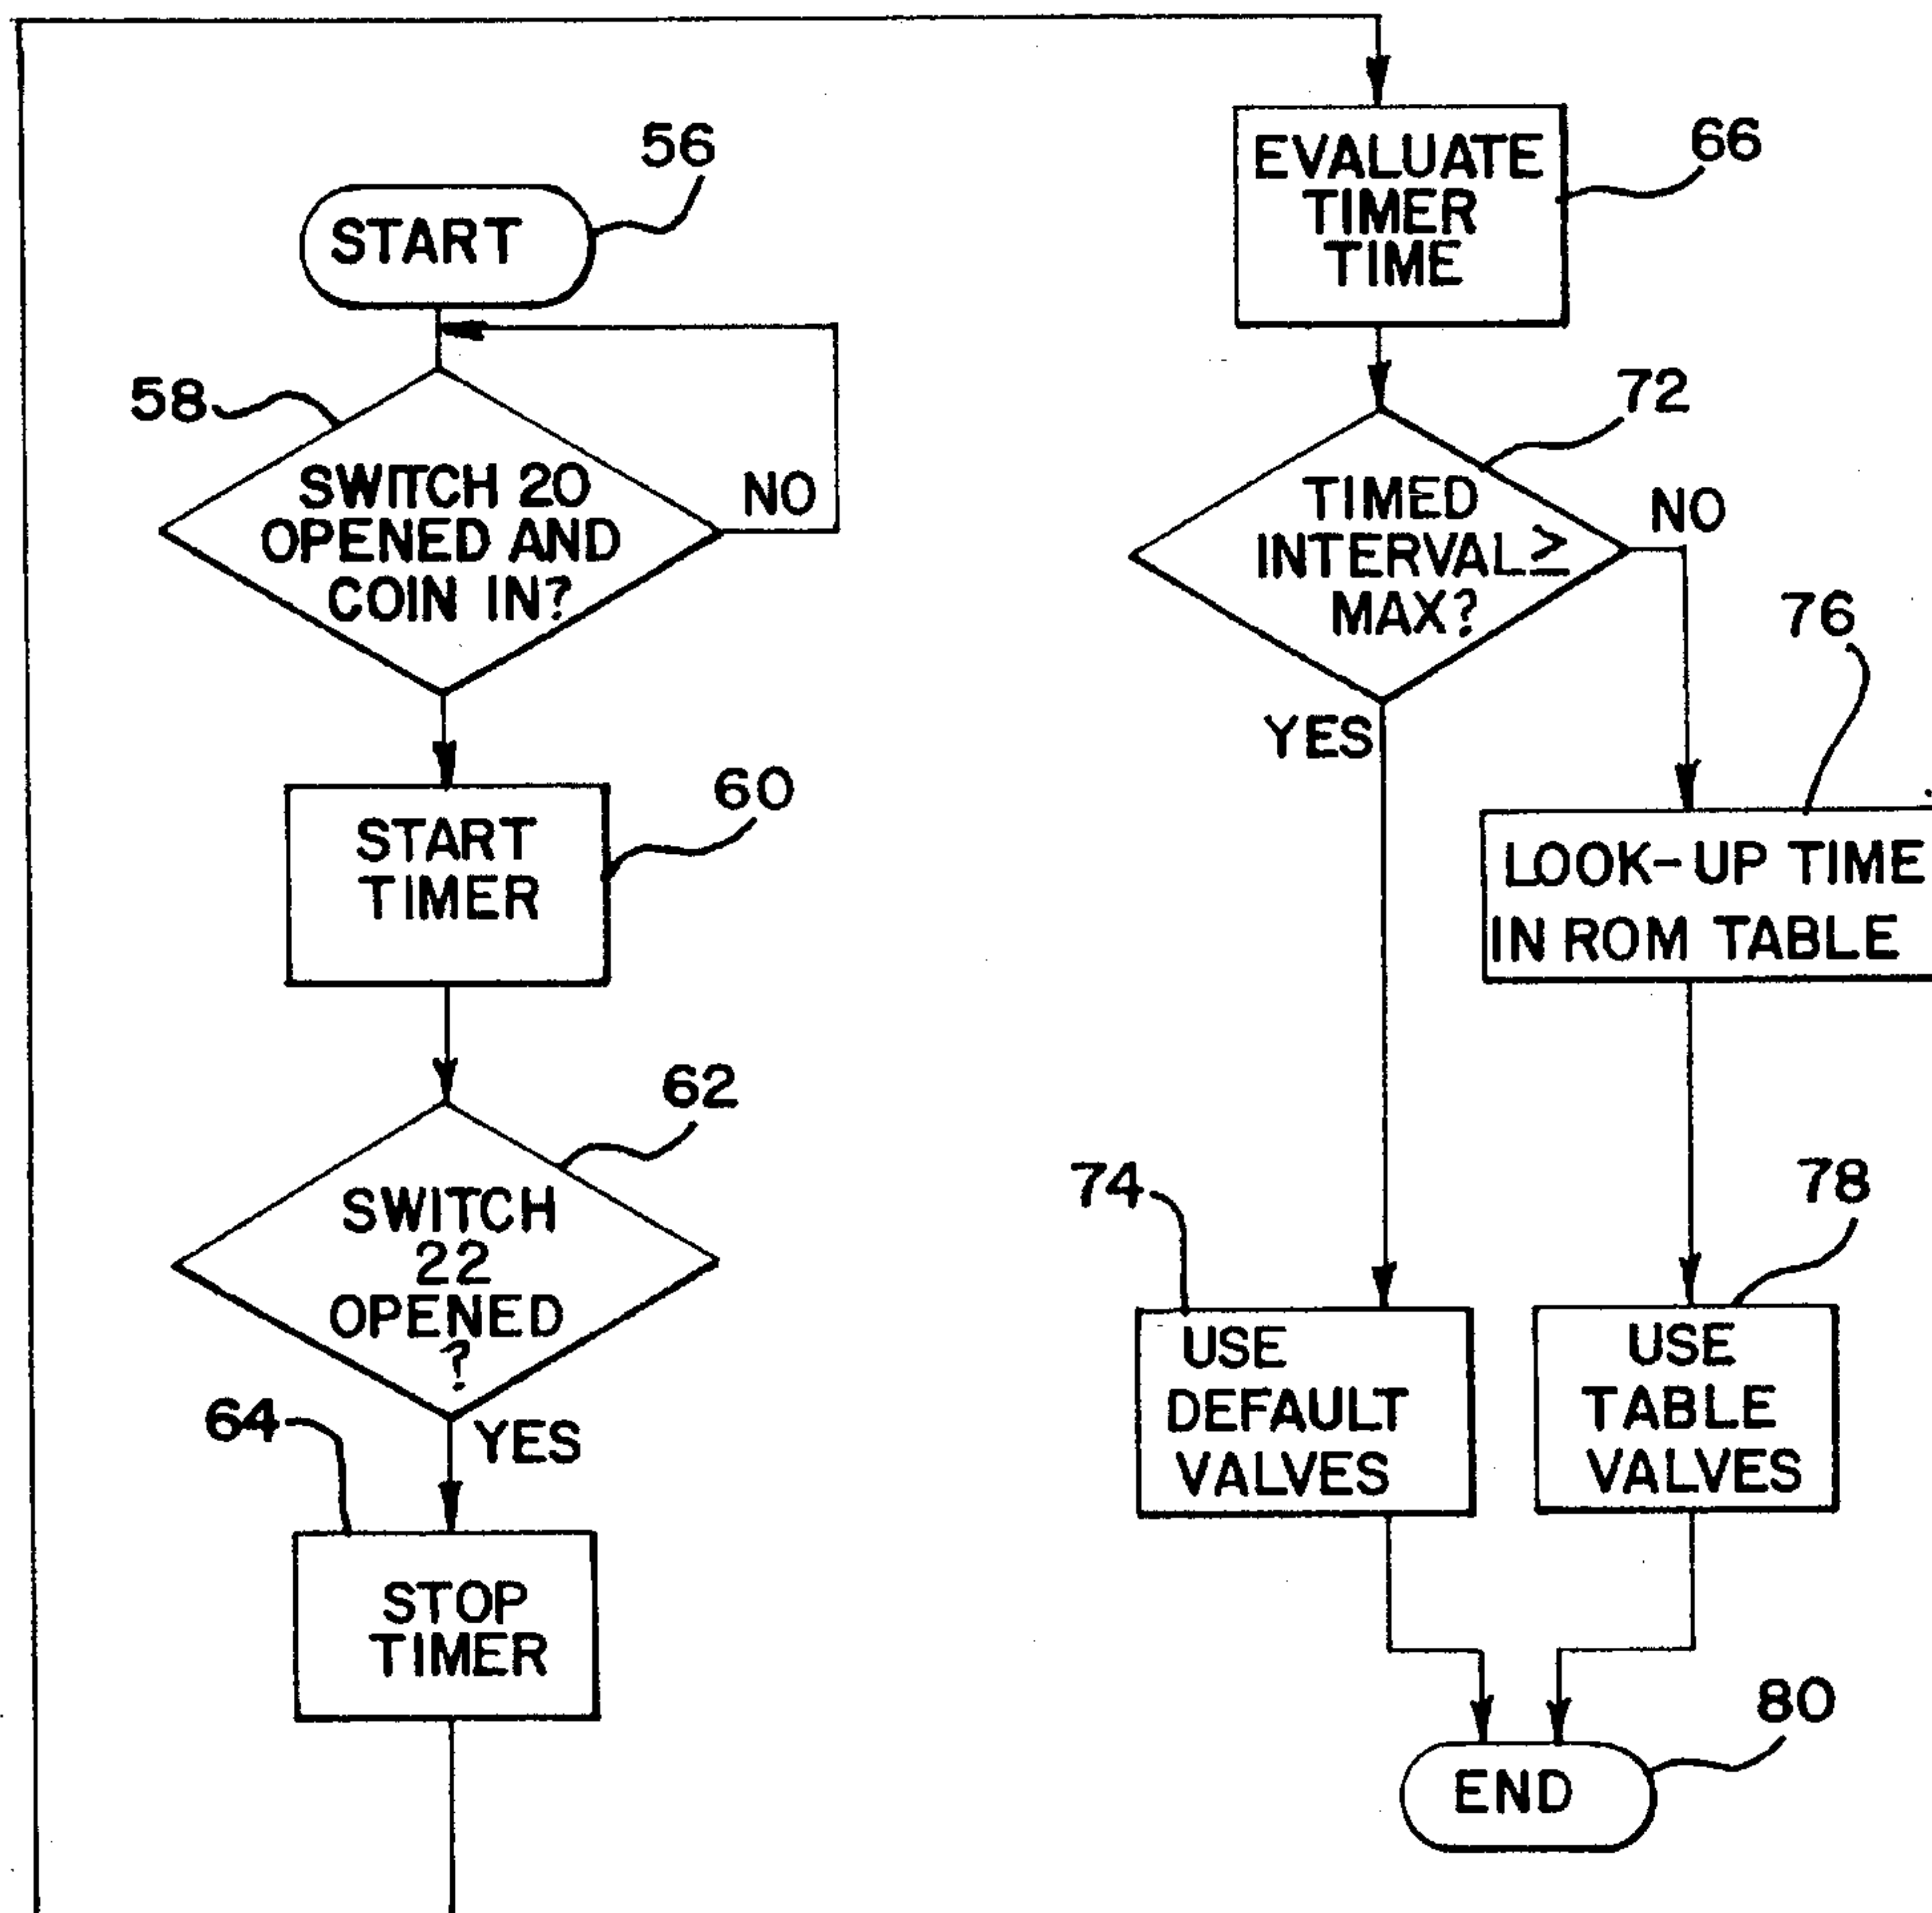 56
START
58
SWITCH 20
OPENED AND
COIN IN?
NO
60
START
TIMER
62
SWITCH
22
OPENED
?
YES
64
STOP
TIMER
66
EVALUATE
TIMER
TIME
72
TIMED
INTERVAL≥
MAX?
NO
YES
76
LOOK-UP TIME
IN ROM TABLE
74
USE
DEFAULT
VALVES
78
USE
TABLE
VALVES
80
END